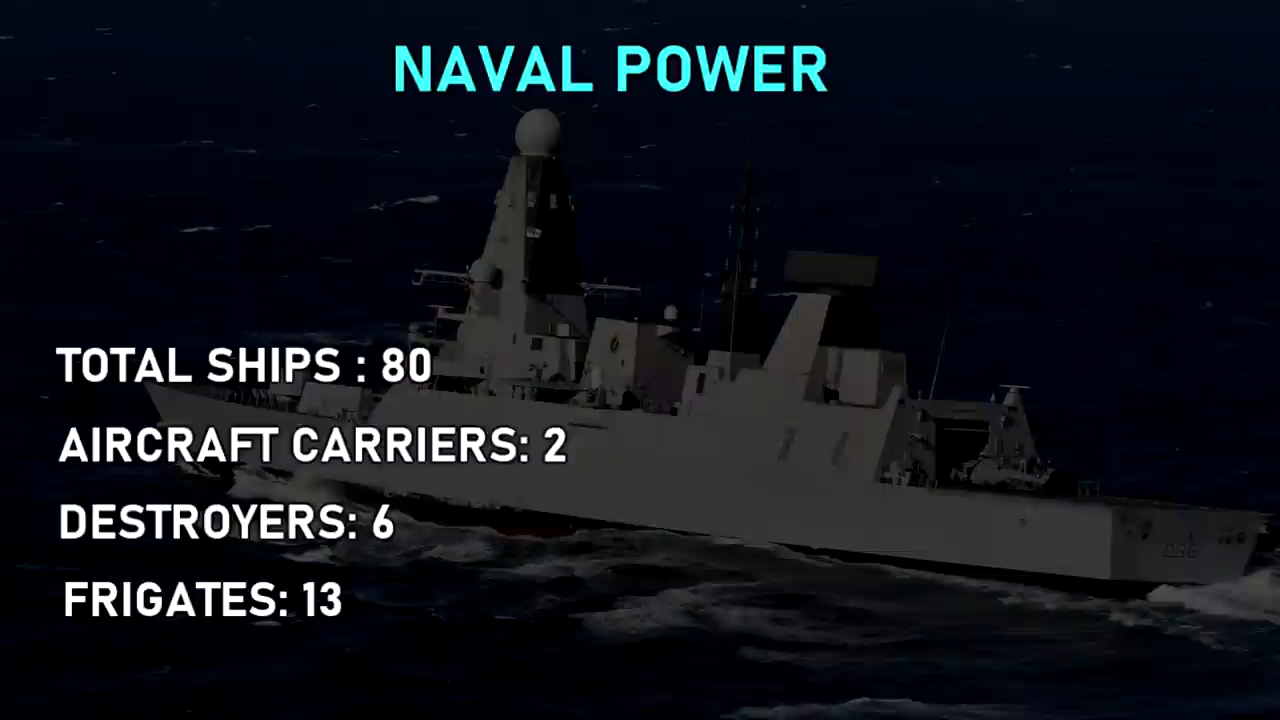 NAVAL POWER
TOTAL SHIPS : 80
AIRCRAFT CARRIERS: 2
DESTROYERS: 6
FRIGATES: 13